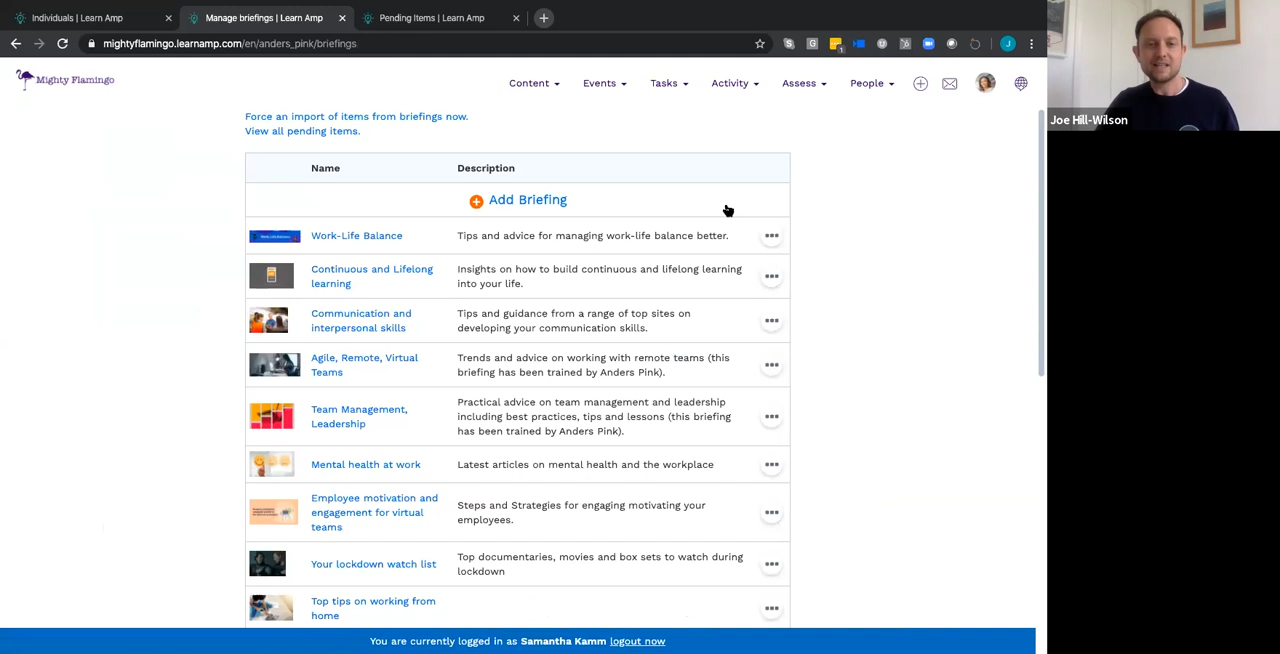 Individuals | Learn Amp
Manage briefings | Learn Amp
Pending Items | Learn Amp
mightyflamingo.learnamp.com/en/anders_pink/briefings
1
J
Mighty Flamingo
Content
Events
Tasks
Activity
Assess
People
Joe Hill-Wilson
Force an import of items from briefings now.
View all pending items.
Name
Description
Add Briefing
Work-Life Balance
Tips and advice for managing work-life balance better.
Continuous and Lifelong
learning
Insights on how to build continuous and lifelong learning
into your life.
Communication and
interpersonal skills
Tips and guidance from a range of top sites on
developing your communication skills.
Agile, Remote, Virtual
Teams
Trends and advice on working with remote teams (this
briefing has been trained by Anders Pink).
Team Management,
Leadership
Practical advice on team management and leadership
including best practices, tips and lessons (this briefing
has been trained by Anders Pink).
Mental health at work
Latest articles on mental health and the workplace
Employee motivation and
engagement for virtual
teams
Steps and Strategies for engaging motivating your
employees.
Your lockdown watch list
Top documentaries, movies and box sets to watch during
lockdown
Top tips on working from
home
You are currently logged in as Samantha Kamm logout now